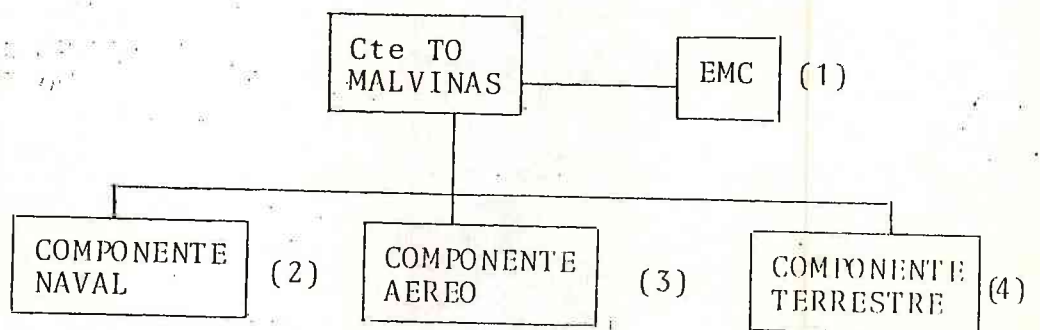 Cte TO
MALVINAS
EMC (1)
COMPONENTE
NAVAL
(2)
COMPONENTE
AEREO
(3)
COMPONENTE
TERRESTRE
(4)